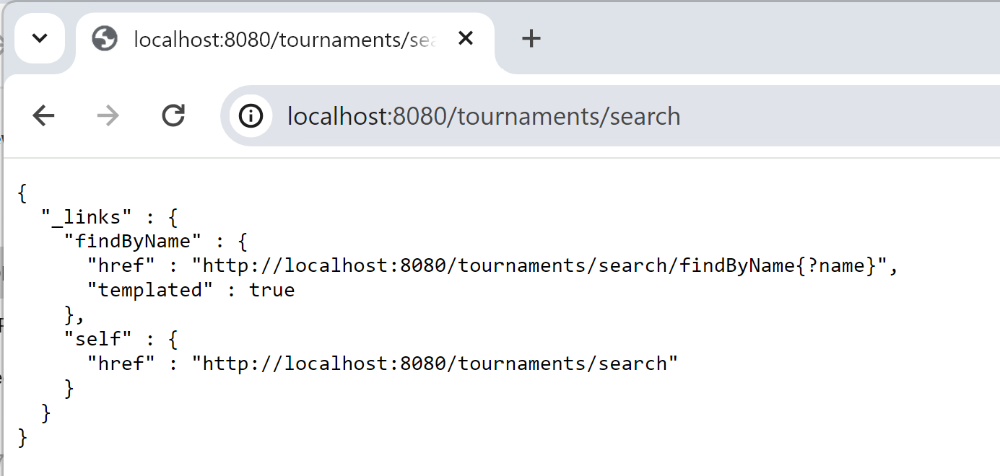 localhost:8080/tournaments/sea
localhost:8080/tournaments/search
{
  "_links" : {
    "findByName" : {
      "href" : "http://localhost:8080/tournaments/search/findByName{?name}",
      "templated" : true
    },
    "self" : {
      "href" : "http://localhost:8080/tournaments/search"
    }
  }
}